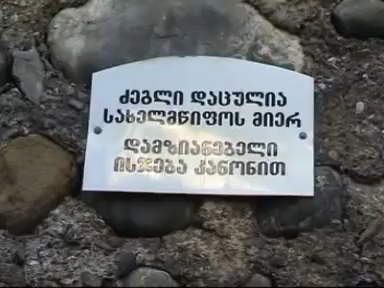 ძეგლი დაცულია
სახელმწიფოს მიერ
დამზიანებელი
ისჯება კანონით